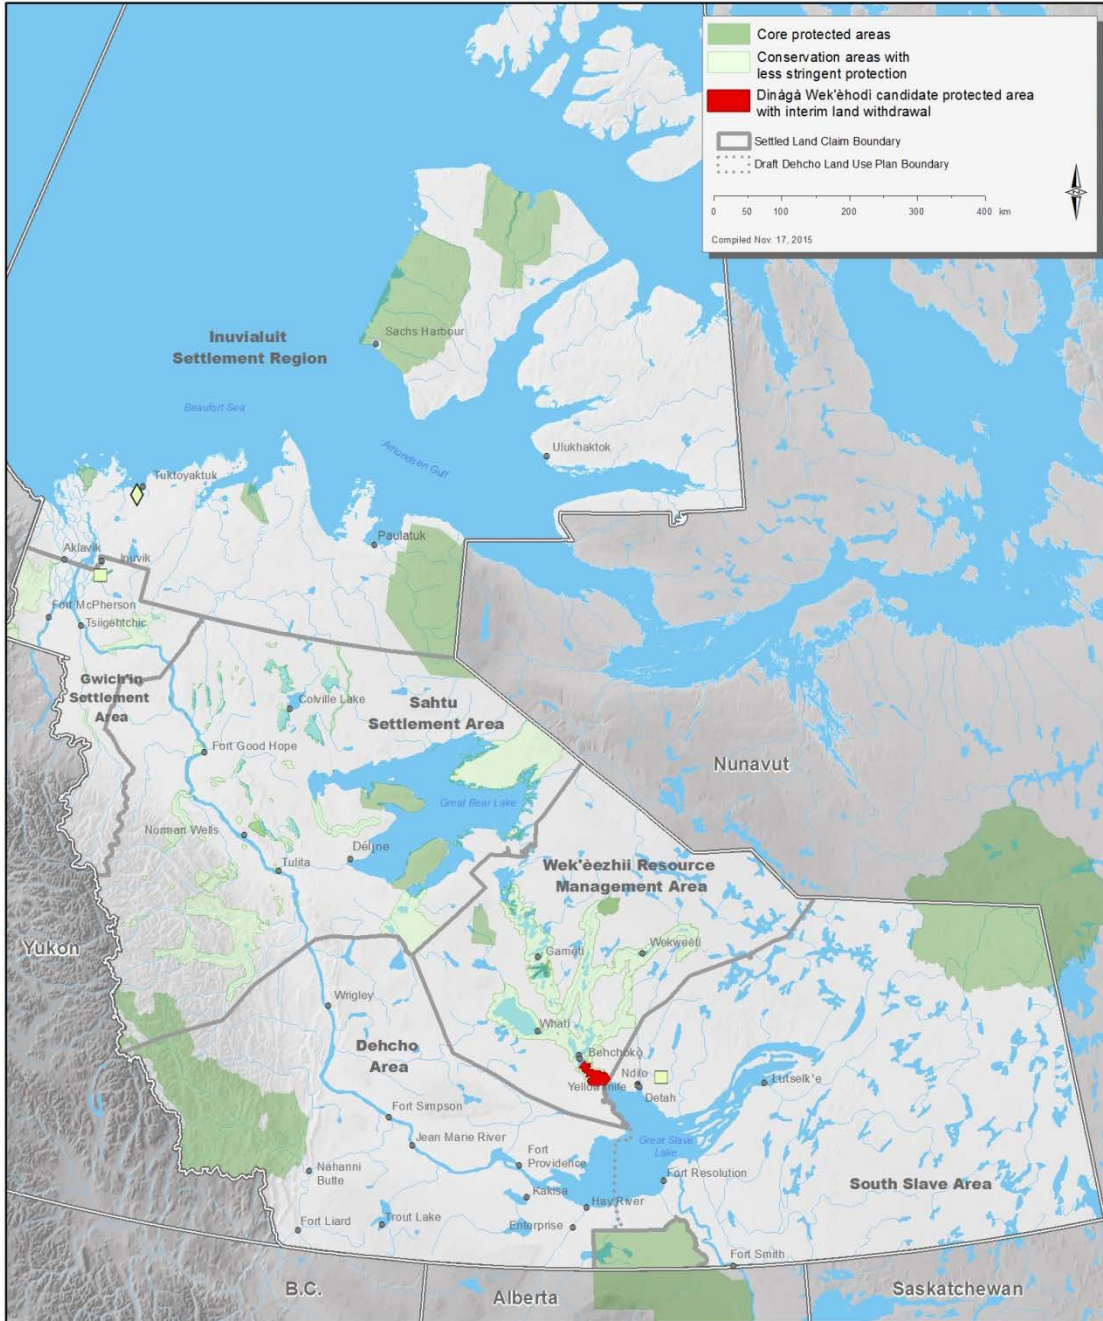 Core protected areas
Conservation areas with
less stringent protection
Dinàgà Wek'èhodì candidate protected area
with interim land withdrawal
Settled Land Claim Boundary
Draft Dehcho Land Use Plan Boundary
0 50 100 200 300 400 km
N
Compiled Nov. 17, 2015
Sachs Harbour
Inuvialuit
Settlement Region
Beaufort Sea
Amundsen Gulf
Ulukhaktok
Tuktoyaktuk
Paulatuk
Aklavik
Inuvik
Fort McPherson
Tsiigehtchic
Gwich'in
Settlement
Area
Colville Lake
Sahtu
Settlement Area
Fort Good Hope
Nunavut
Great Bear Lake
Norman Wells
Délįne
Tulita
Wek'èezhii Resource
Management Area
Yukon
Gamètì
Wekweètì
Wrigley
Whatì
Dehcho
Area
Behchokò
Yellowknife
Ndilo
Detah
Lutselk'e
Fort Simpson
Jean Marie River
Great Slave
Lake
Fort
Providence
Nahanni
Butte
Fort Resolution
South Slave Area
Kakisa
Hay River
Fort Liard
Trout Lake
Enterprise
Fort Smith
B.C.
Alberta
Saskatchewan